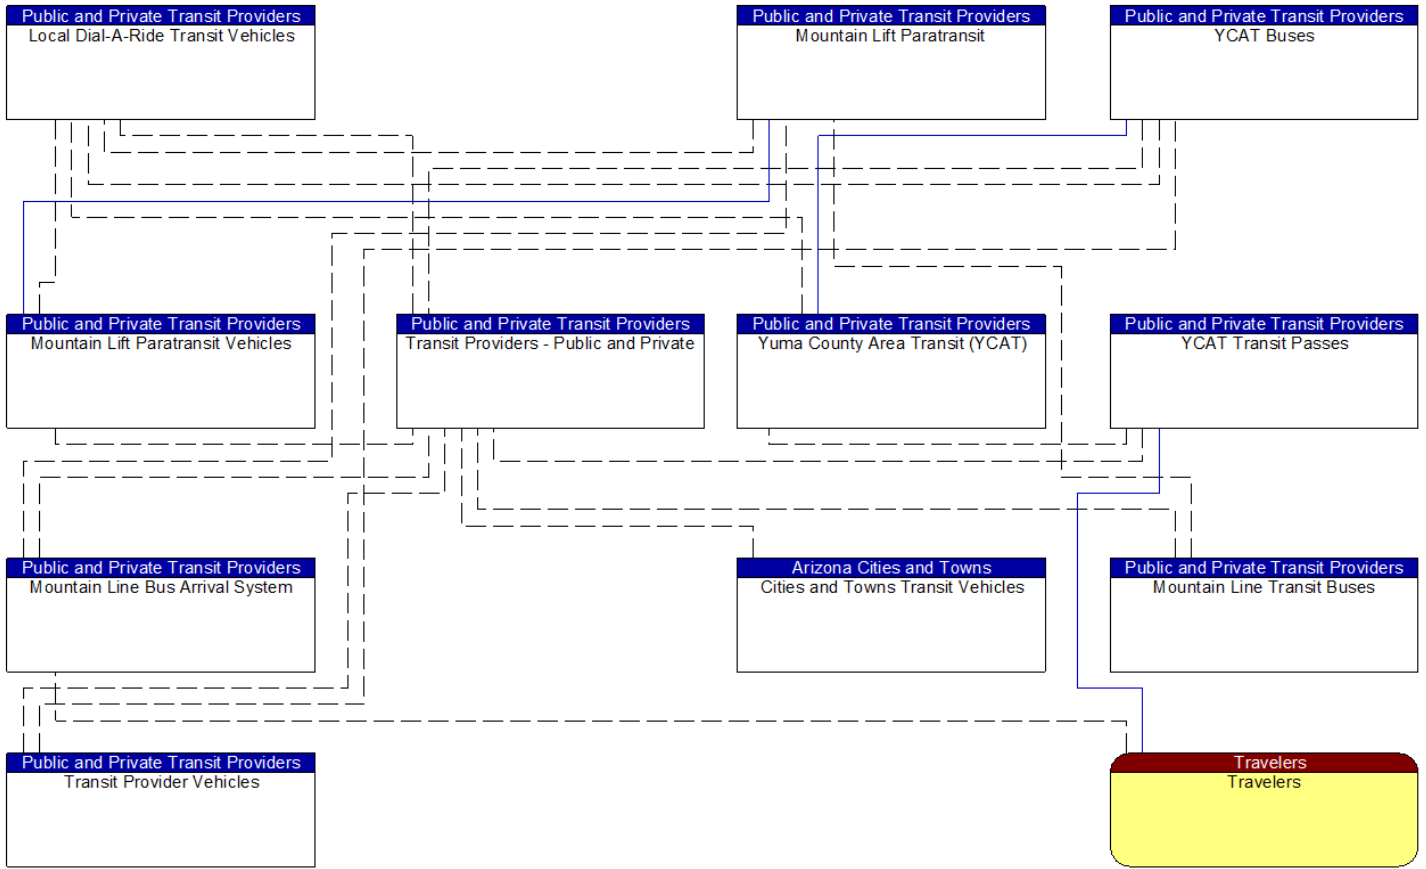 Public and Private Transit Providers
Local Dial-A-Ride Transit Vehicles
Public and Private Transit Providers
Mountain Lift Paratransit
Public and Private Transit Providers
YCAT Buses
Public and Private Transit Providers
Mountain Lift Paratransit Vehicles
Public and Private Transit Providers
Transit Providers - Public and Private
Public and Private Transit Providers
Yuma County Area Transit (YCAT)
Public and Private Transit Providers
YCAT Transit Passes
Public and Private Transit Providers
Mountain Line Bus Arrival System
Arizona Cities and Towns
Cities and Towns Transit Vehicles
Public and Private Transit Providers
Mountain Line Transit Buses
Public and Private Transit Providers
Transit Provider Vehicles
Travelers
Travelers